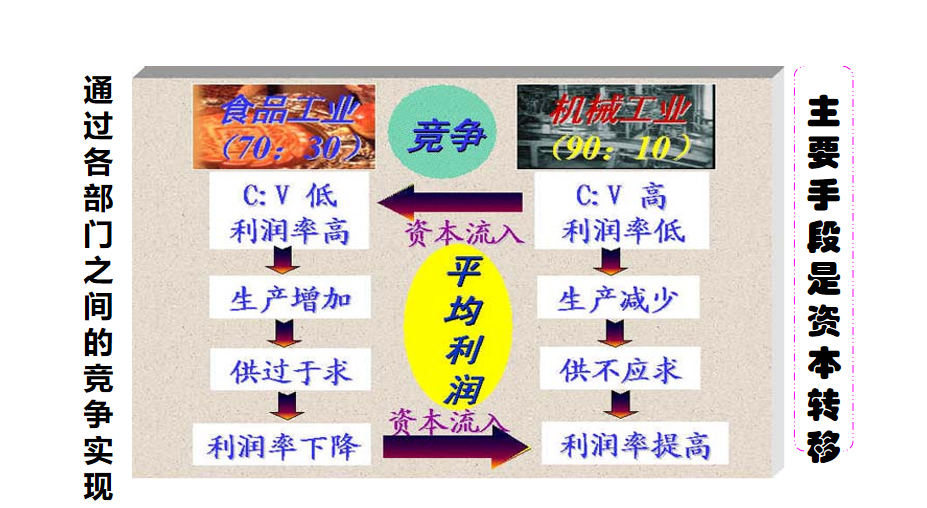 通过各部门之间的竞争实现
食品工业
（70：30）
竞争
机械工业
（90：10）
C:V 低
利润率高
资本流入
C:V 高
利润率低
生产增加
平均利润
生产减少
供过于求
供不应求
资本流入
利润率下降
利润率提高
主要手段是资本转移